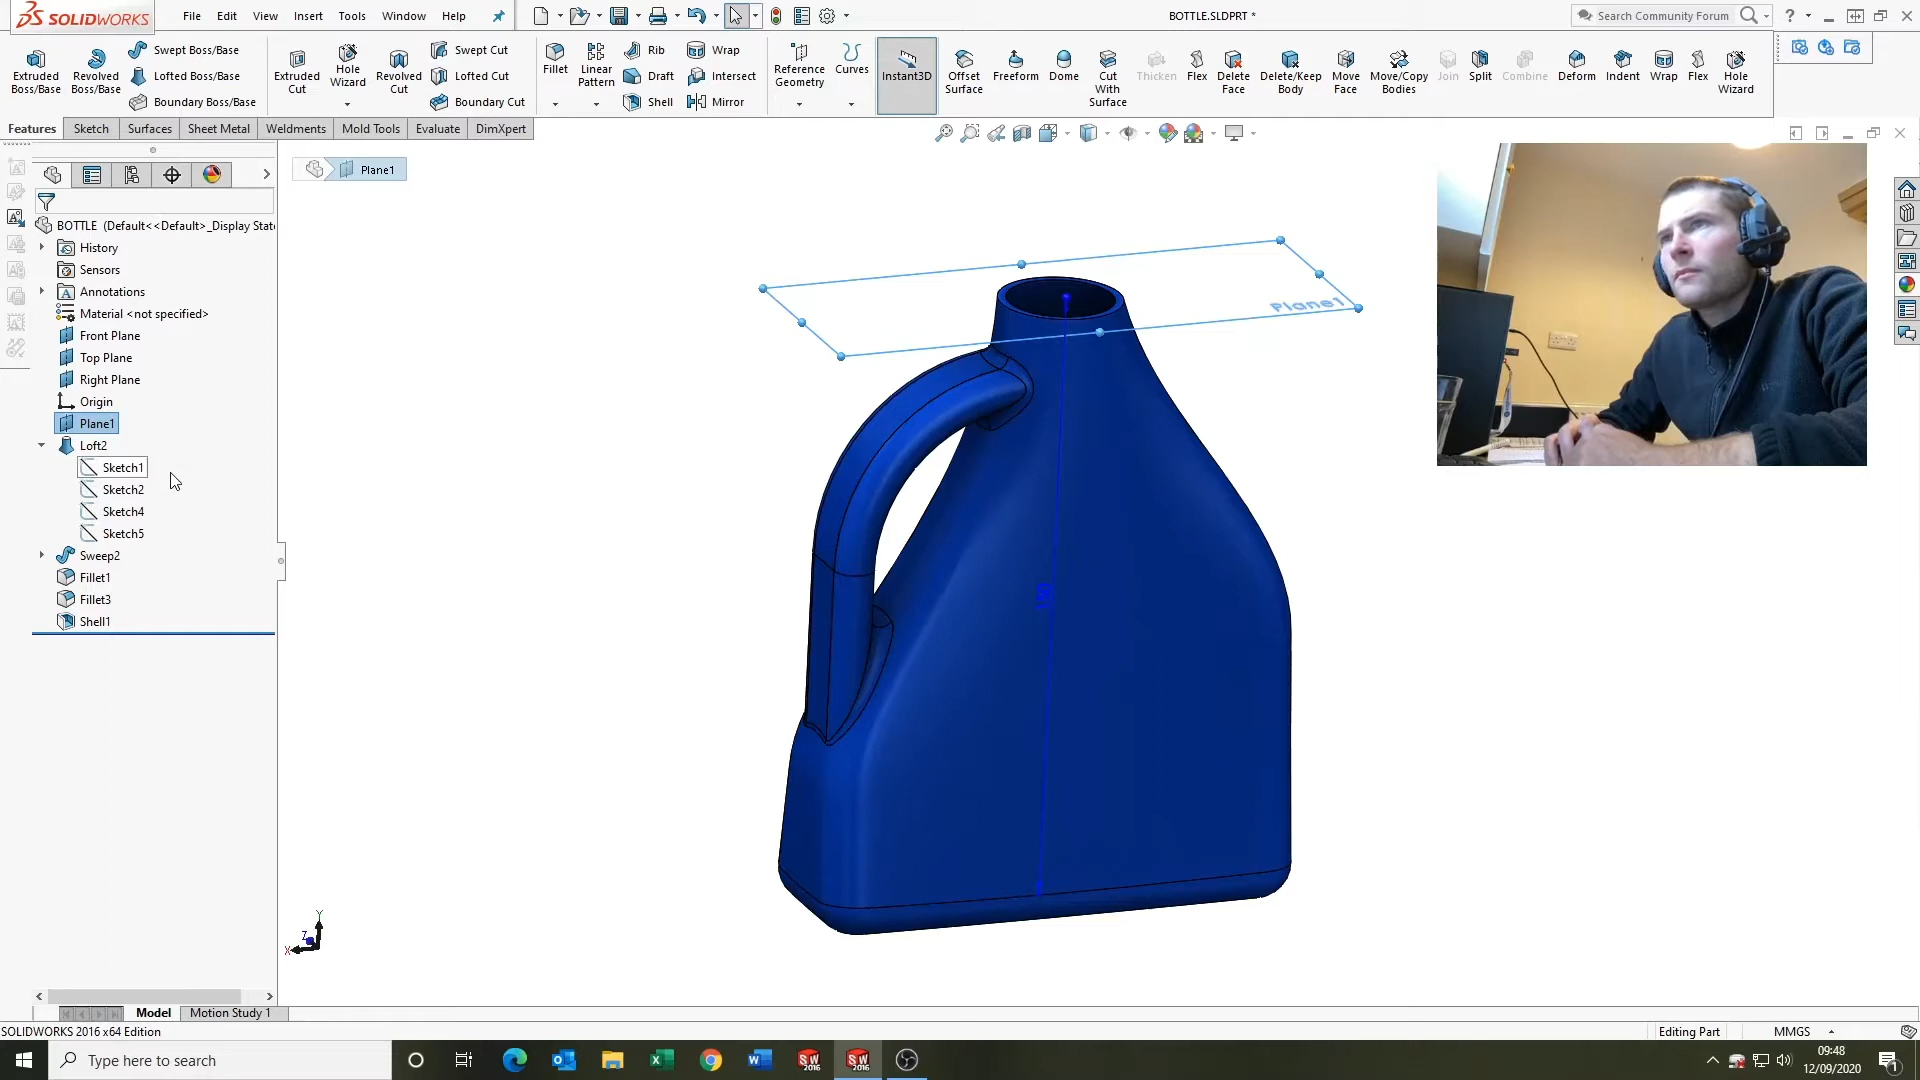 SOLIDWORKS
File Edit View Insert Tools Window Help
BOTTLE.SLDPRT *
Search Community Forum
Extruded Boss/Base
Revolved Boss/Base
Swept Boss/Base
Lofted Boss/Base
Boundary Boss/Base
Extruded Cut
Hole Wizard
Revolved Cut
Swept Cut
Lofted Cut
Boundary Cut
Fillet
Linear Pattern
Rib
Draft
Shell
Wrap
Intersect
Mirror
Reference Geometry
Curves
Instant3D
Offset Surface
Freeform
Dome
Cut With Surface
Thicken
Flex
Delete Face
Delete/Keep Body
Move Face
Move/Copy Bodies
Join
Split
Combine
Deform
Indent
Wrap
Flex
Hole Wizard
Features Sketch Surfaces Sheet Metal Weldments Mold Tools Evaluate DimXpert
Plane1
BOTTLE (Default<<Default>_Display State
History
Sensors
Annotations
Material <not specified>
Front Plane
Top Plane
Right Plane
Origin
Plane1
Loft2
Sketch1
Sketch2
Sketch4
Sketch5
Sweep2
Fillet1
Fillet3
Shell1
Plane1
350
Y
Z
X
Model Motion Study 1
SOLIDWORKS 2016 x64 Edition
Editing Part MMGS
Type here to search
SW 2016
SW 2016
09:48
12/09/2020
1